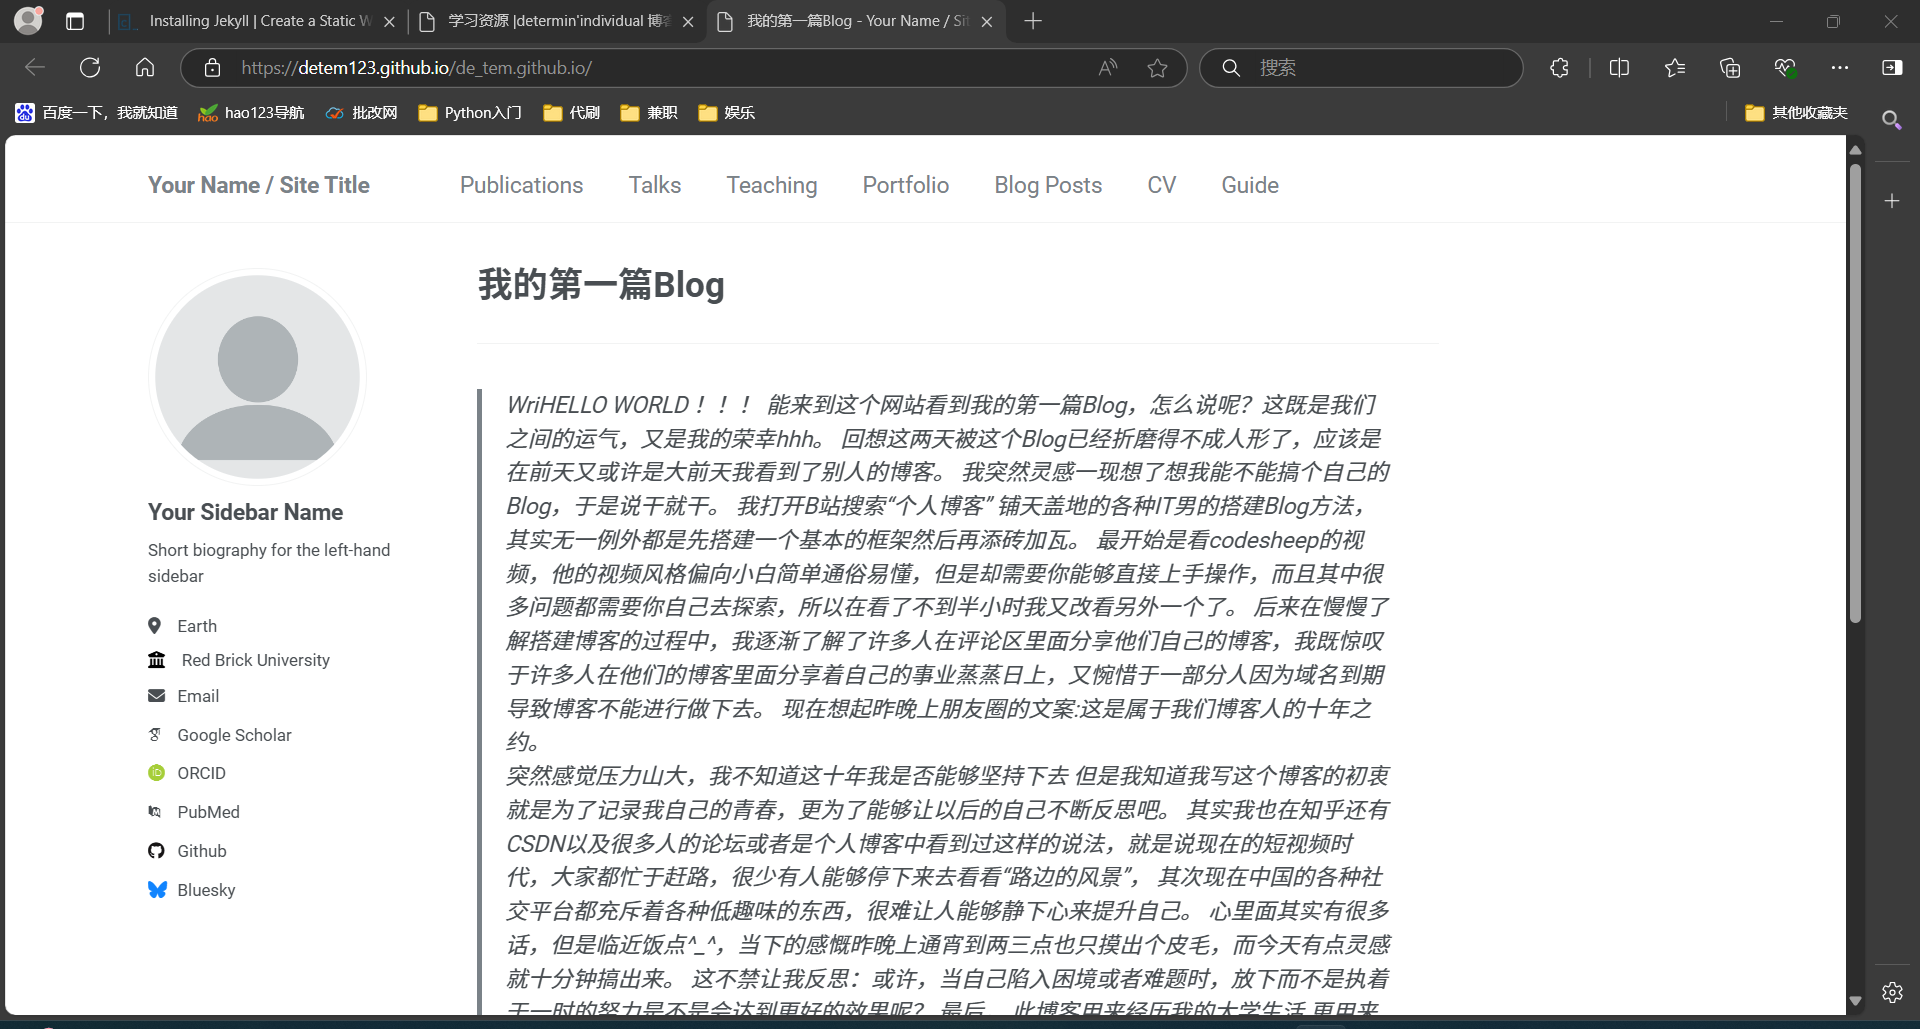 Installing Jekyll | Create a Static W
学习资源 |determin'individual 博客
我的第一篇Blog - Your Name / Sit
https://detem123.github.io/de_tem.github.io/
搜索
百度一下，我就知道
hao123导航
批改网
Python入门
代刷
兼职
娱乐
其他收藏夹
Your Name / Site Title
Publications
Talks
Teaching
Portfolio
Blog Posts
CV
Guide
Your Sidebar Name
Short biography for the left-hand
sidebar
Earth
Red Brick University
Email
Google Scholar
ORCID
PubMed
Github
Bluesky
我的第一篇Blog
WriHELLO WORLD！！！ 能来到这个网站看到我的第一篇Blog，怎么说呢？这既是我们
之间的运气，又是我的荣幸hhh。 回想这两天被这个Blog已经折磨得不成人形了，应该是
在前天又或许是大前天我看到了别人的博客。 我突然灵感一现想了想我能不能搞个自己的
Blog，于是说干就干。 我打开B站搜索“个人博客” 铺天盖地的各种IT男的搭建Blog方法，
其实无一例外都是先搭建一个基本的框架然后再添砖加瓦。 最开始是看codesheep的视
频，他的视频风格偏向小白简单通俗易懂，但是却需要你能够直接上手操作，而且其中很
多问题都需要你自己去探索，所以在看了不到半小时我又改看另外一个了。 后来在慢慢了
解搭建博客的过程中，我逐渐了解了许多人在评论区里面分享他们自己的博客，我既惊叹
于许多人在他们的博客里面分享着自己的事业蒸蒸日上，又惋惜于一部分人因为域名到期
导致博客不能进行做下去。 现在想起昨晚上朋友圈的文案:这是属于我们博客人的十年之
约。
突然感觉压力山大，我不知道这十年我是否能够坚持下去 但是我知道我写这个博客的初衷
就是为了记录我自己的青春，更为了能够让以后的自己不断反思吧。 其实我也在知乎还有
CSDN以及很多人的论坛或者是个人博客中看到过这样的说法，就是说现在的短视频时
代，大家都忙于赶路，很少有人能够停下来去看看“路边的风景”， 其次现在中国的各种社
交平台都充斥着各种低趣味的东西，很难让人能够静下心来提升自己。 心里面其实有很多
话，但是临近饭点^_^，当下的感慨昨晚上通宵到两三点也只摸出个皮毛，而今天有点灵感
就十分钟搞出来。 这不禁让我反思：或许，当自己陷入困境或者难题时，放下而不是执着
于一时的努力是不是会达到更好的效果呢？ 最后， 此博客用来经历我的大学生活 更用来